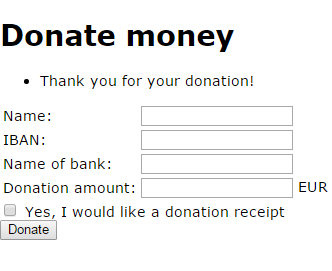 Donate money
Thank you for your donation!
Name:
IBAN:
Name of bank:
Donation amount: EUR
Yes, I would like a donation receipt
Donate